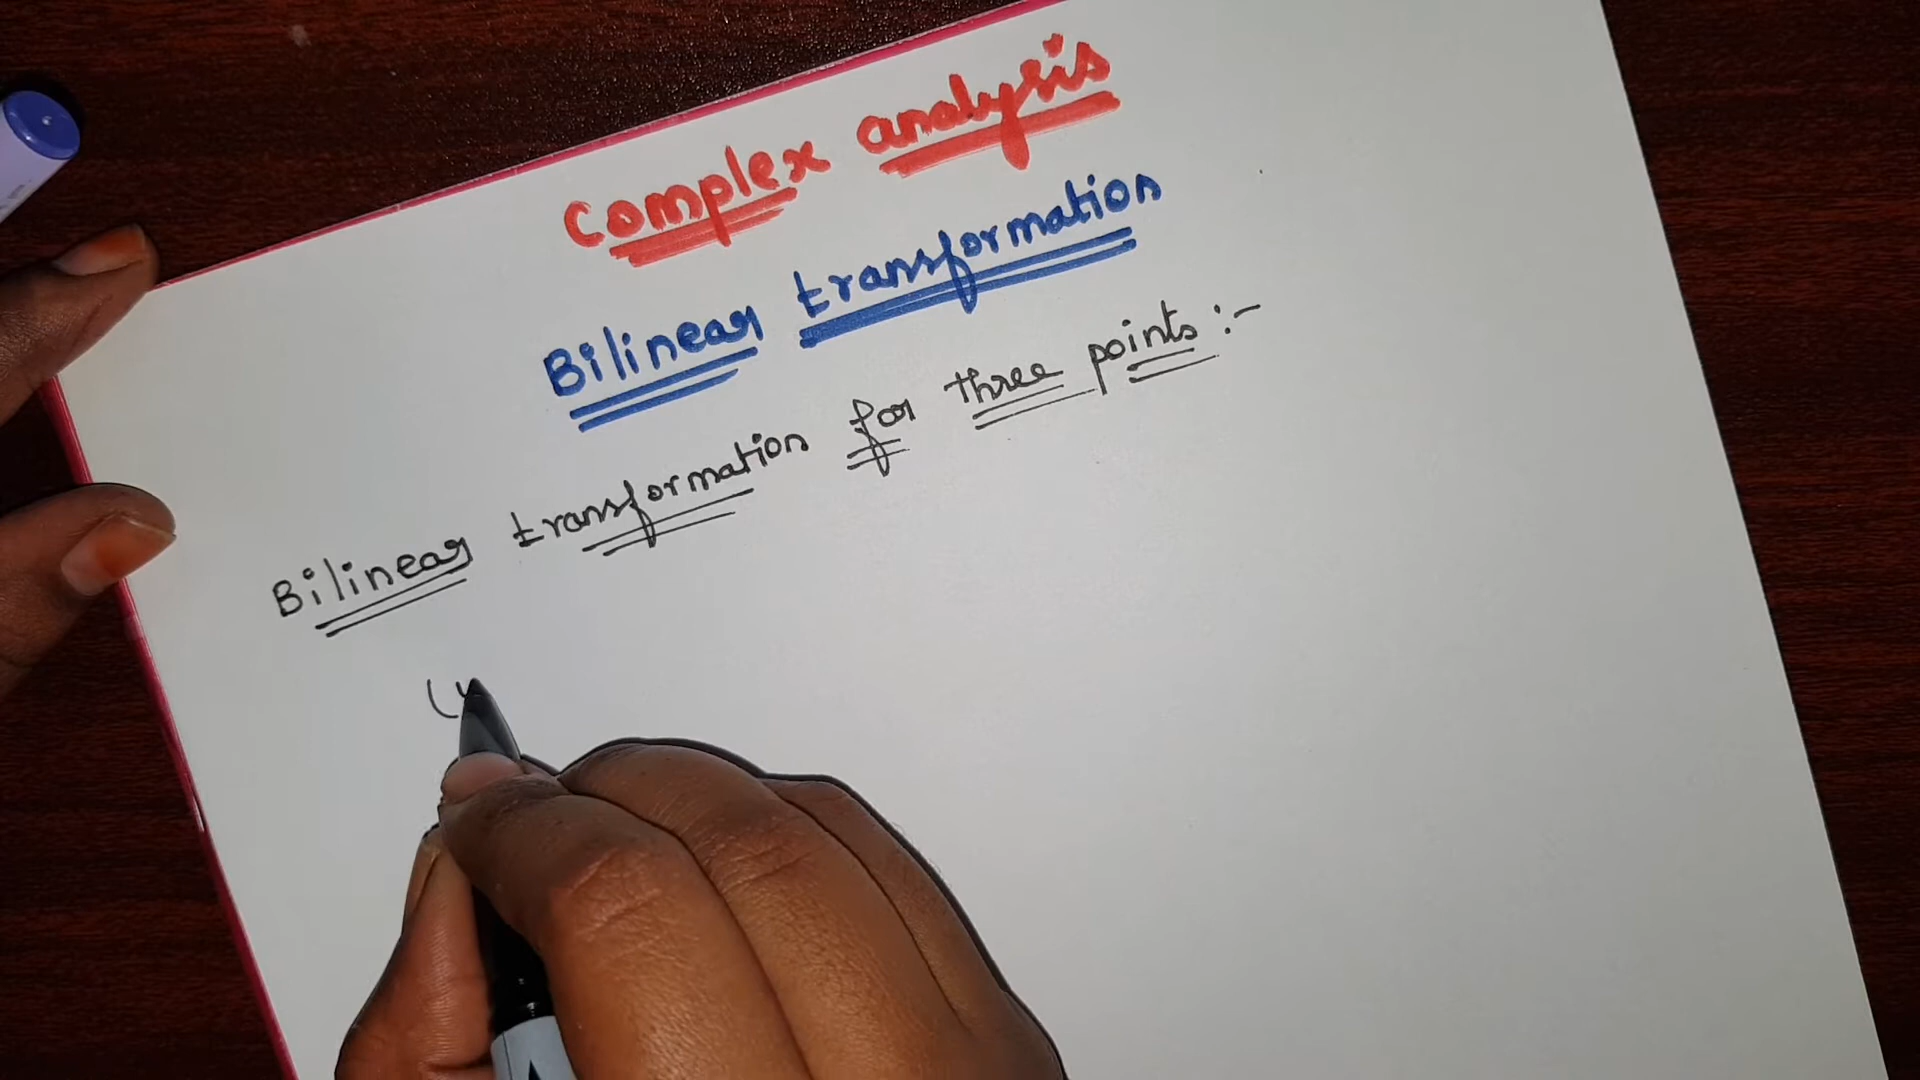 Complex analysis
Bilinear transformation
Bilinear transformation for three points :-
(